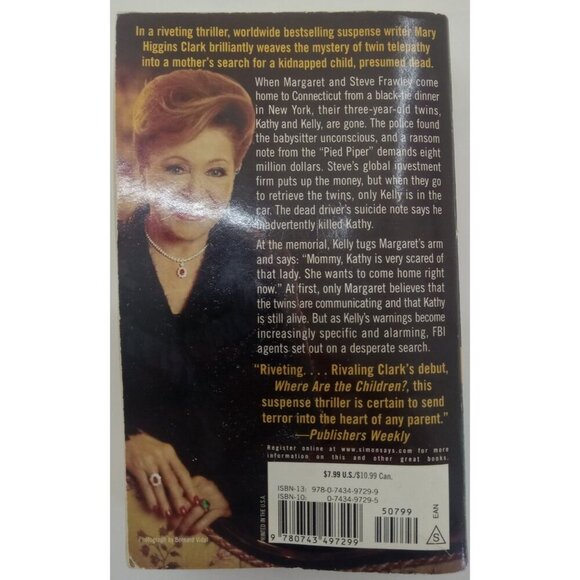 In a riveting thriller, worldwide bestselling suspense writer Mary
Higgins Clark brilliantly weaves the mystery of twin telepathy
into a mother's search for a kidnapped child, presumed dead.
When Margaret and Steve Frawley come
home to Connecticut from a black-tie dinner
in New York, their three-year-old twins,
Kathy and Kelly, are gone. The police found
the babysitter unconscious, and a ransom
note from the "Pied Piper" demands eight
million dollars. Steve's global investment
firm puts up the money, but when they go
to retrieve the twins, only Kelly is in the
car. The dead driver's suicide note says he
inadvertently killed Kathy.
At the memorial, Kelly tugs Margaret's arm
and says: "Mommy, Kathy is very scared of
that lady. She wants to come home right
now." At first, only Margaret believes that
the twins are communicating and that Kathy
is still alive. But as Kelly's warnings become
increasingly specific and alarming, FBI
agents set out on a desperate search.
"Riveting. . . . Rivaling Clark's debut,
Where Are the Children?, this
suspense thriller is certain to send
terror into the heart of any parent."
—Publishers Weekly
Register online at www.simonsays.com for more
information on this and other great books.
$7.99 U.S./$10.99 Can.
ISBN-13: 978-0-7434-9729-9
ISBN-10: 0-7434-9729-5
50799
9 780743 497299
PRINTED IN THE U.S.A.
EAN
S
Photograph by Bernard Vidal